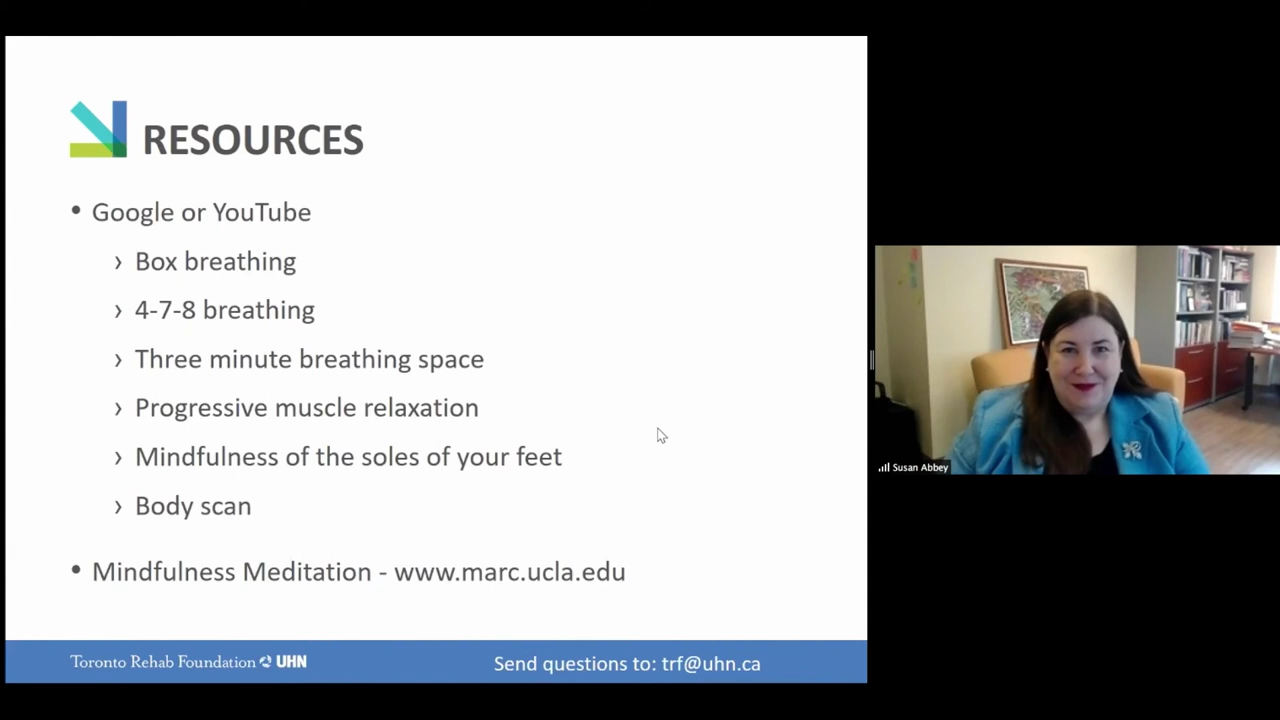 RESOURCES
• Google or YouTube
› Box breathing
› 4-7-8 breathing
› Three minute breathing space
› Progressive muscle relaxation
› Mindfulness of the soles of your feet
› Body scan
• Mindfulness Meditation - www.marc.ucla.edu
Toronto Rehab Foundation UHN
Send questions to: trf@uhn.ca
Susan Abbey